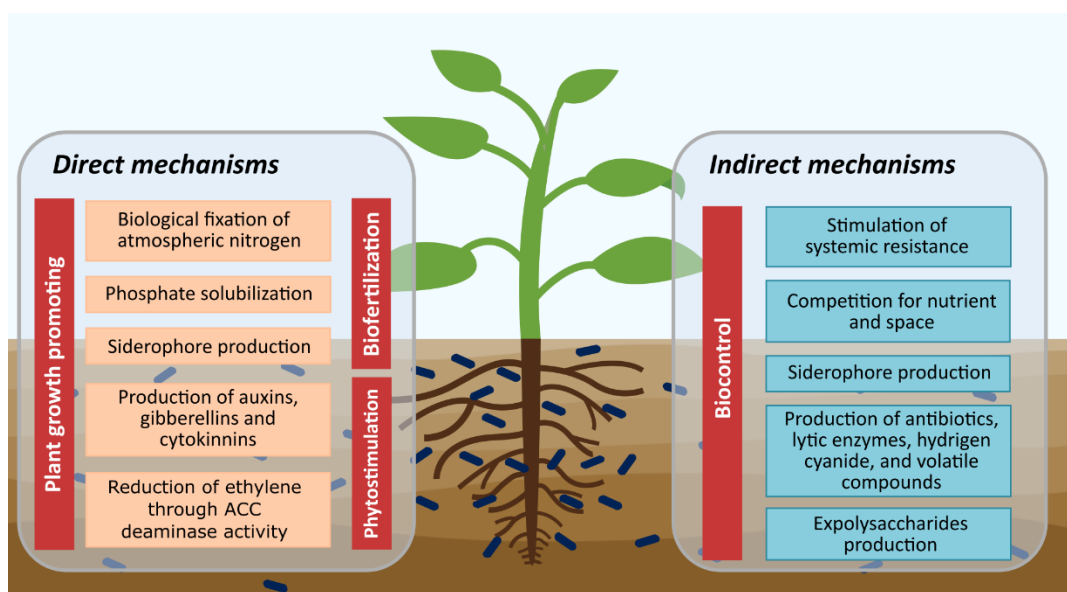 Direct mechanisms
Plant growth promoting
Biological fixation of
atmospheric nitrogen
Phosphate solubilization
Siderophore production
Production of auxins,
gibberellins and
cytokinnins
Reduction of ethylene
through ACC
deaminase activity
Biofertilization
Phytostimulation
Indirect mechanisms
Biocontrol
Stimulation of
systemic resistance
Competition for nutrient
and space
Siderophore production
Production of antibiotics,
lytic enzymes, hydrigen
cyanide, and volatile
compounds
Expolysaccharides
production